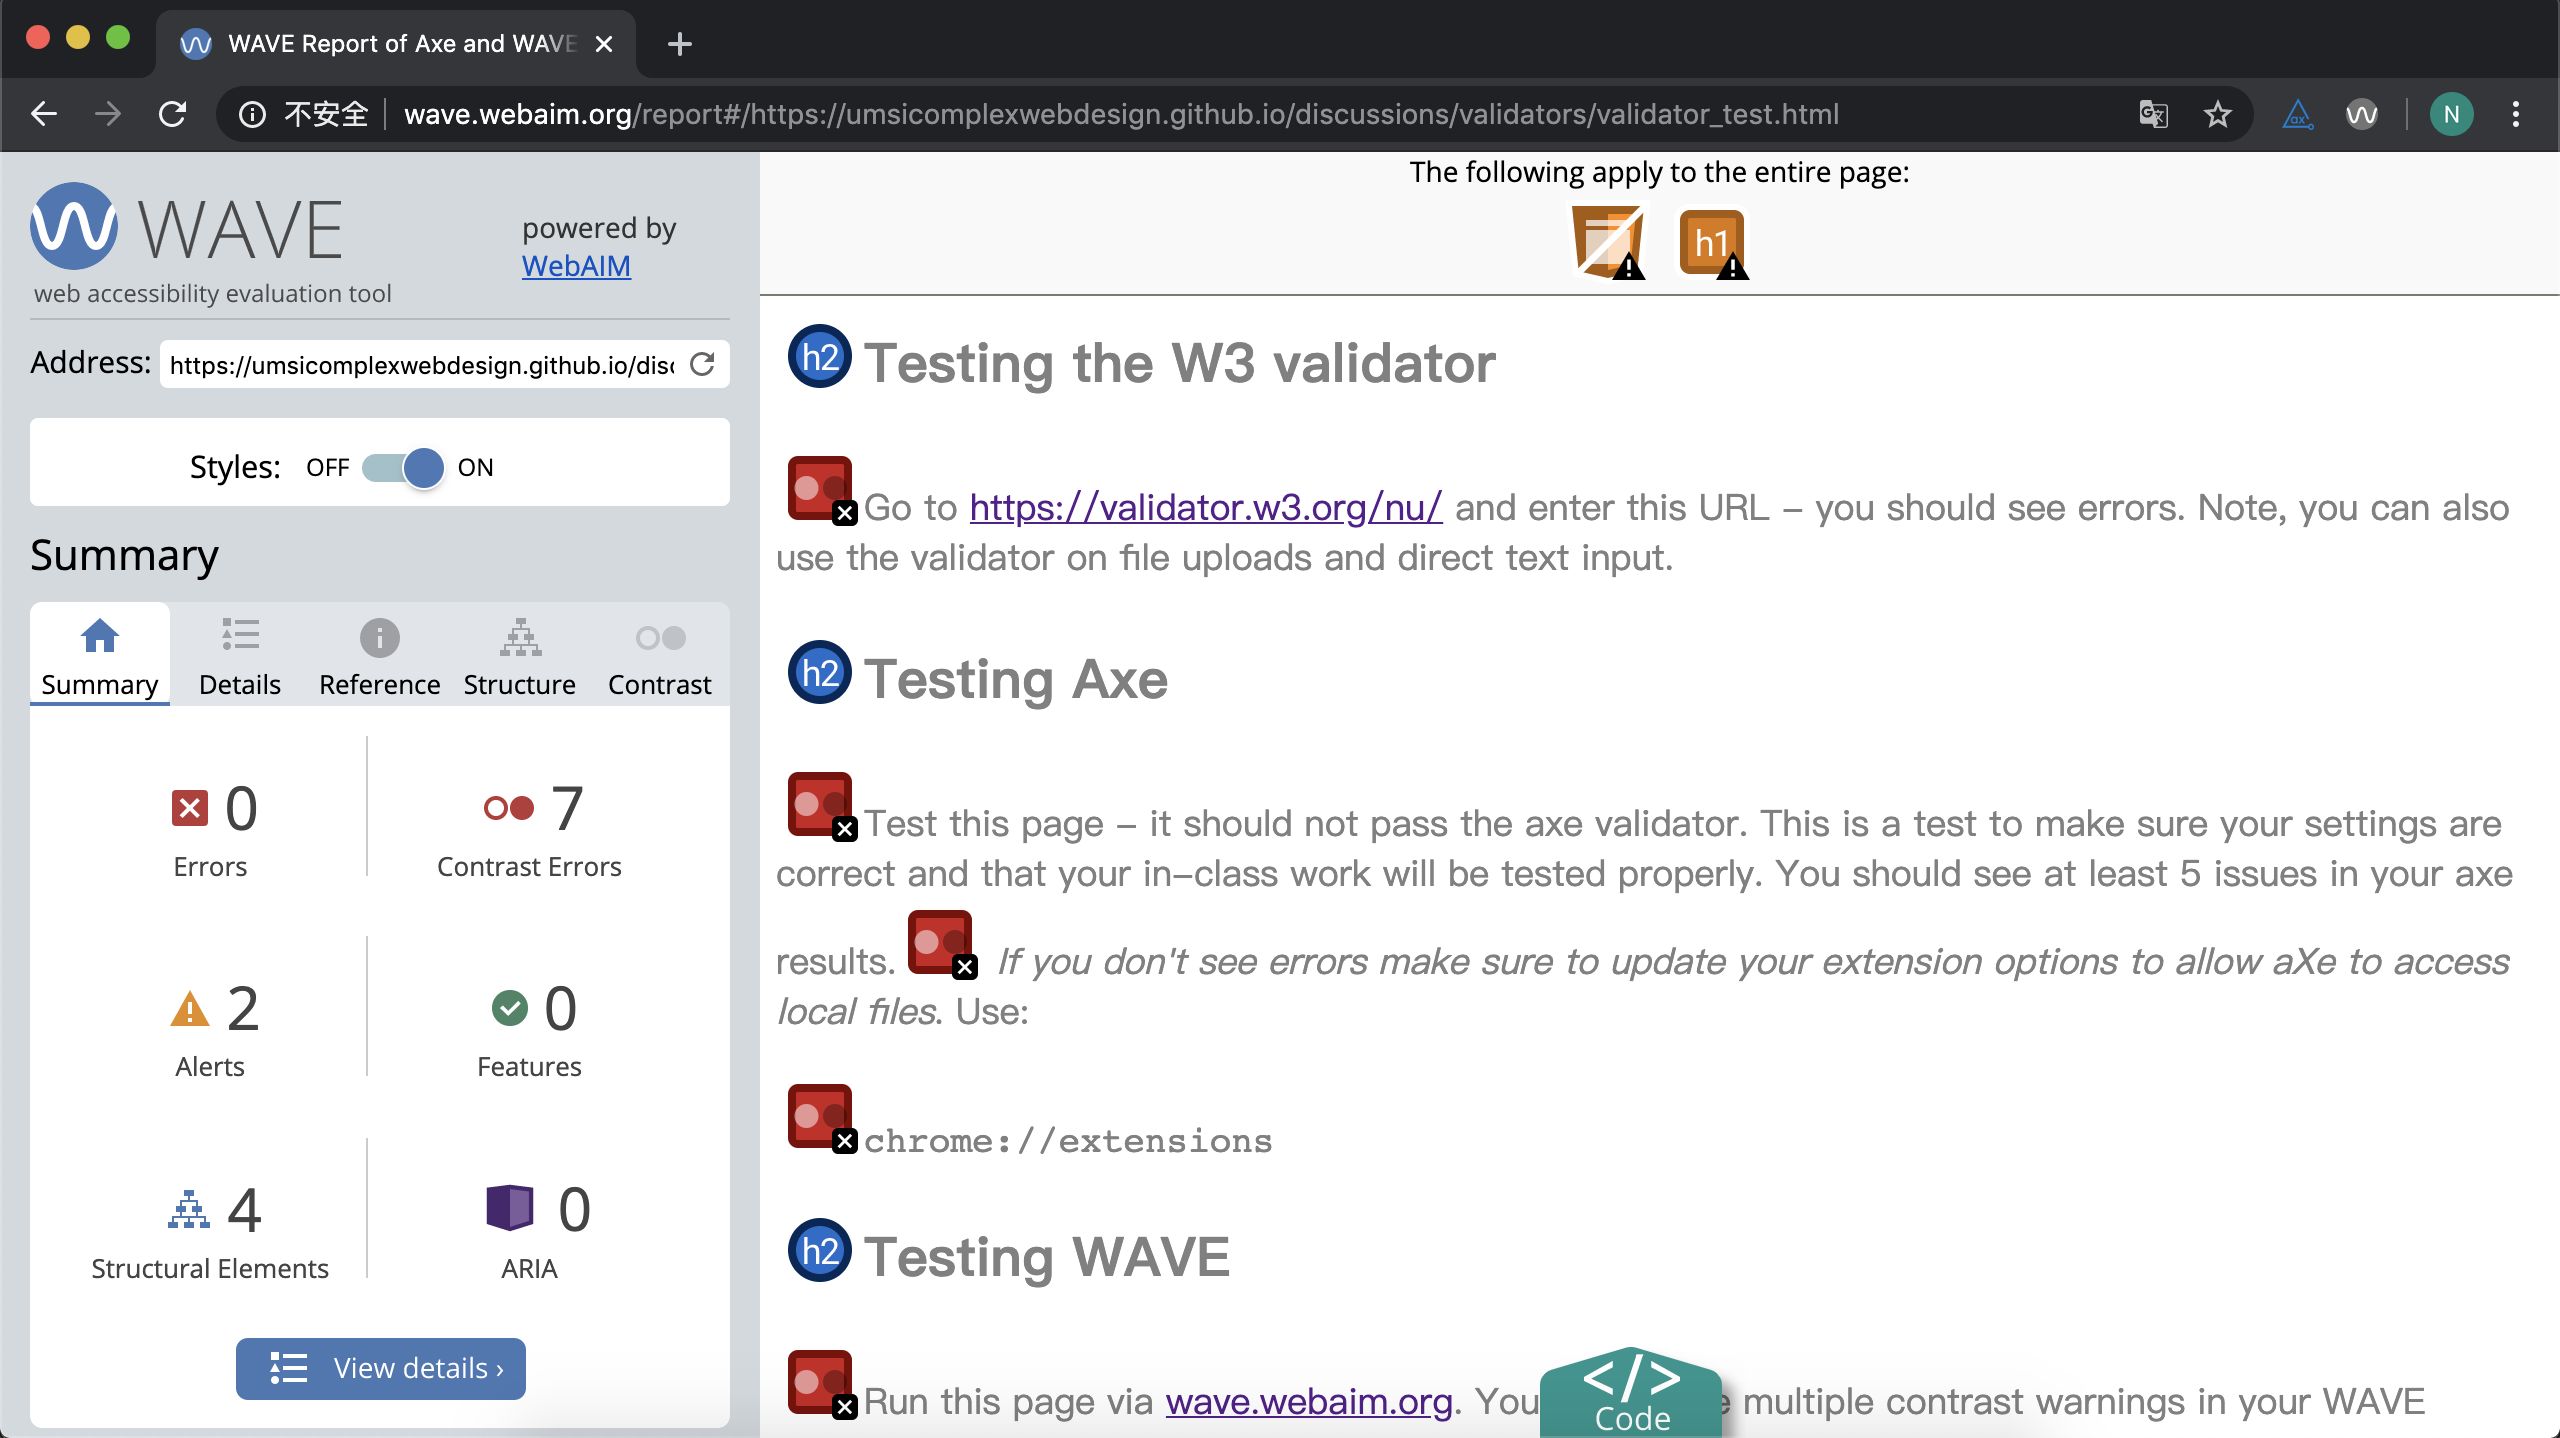 WAVE Report of Axe and WAVE
不安全
wave.webaim.org/report#/https://umsicomplexwebdesign.github.io/discussions/validators/validator_test.html
N
WAVE
web accessibility evaluation tool
powered by
WebAIM
Address:
https://umsicomplexwebdesign.github.io/disc
Styles: OFF ON
Summary
Summary Details Reference Structure Contrast
0
Errors
7
Contrast Errors
2
Alerts
0
Features
4
Structural Elements
0
ARIA
View details ›
The following apply to the entire page:
h1
h2 Testing the W3 validator
Go to https://validator.w3.org/nu/ and enter this URL – you should see errors. Note, you can also
use the validator on file uploads and direct text input.
h2 Testing Axe
Test this page – it should not pass the axe validator. This is a test to make sure your settings are
correct and that your in-class work will be tested properly. You should see at least 5 issues in your axe
results. If you don't see errors make sure to update your extension options to allow aXe to access
local files. Use:
chrome://extensions
h2 Testing WAVE
Run this page via wave.webaim.org. You multiple contrast warnings in your WAVE
</> Code